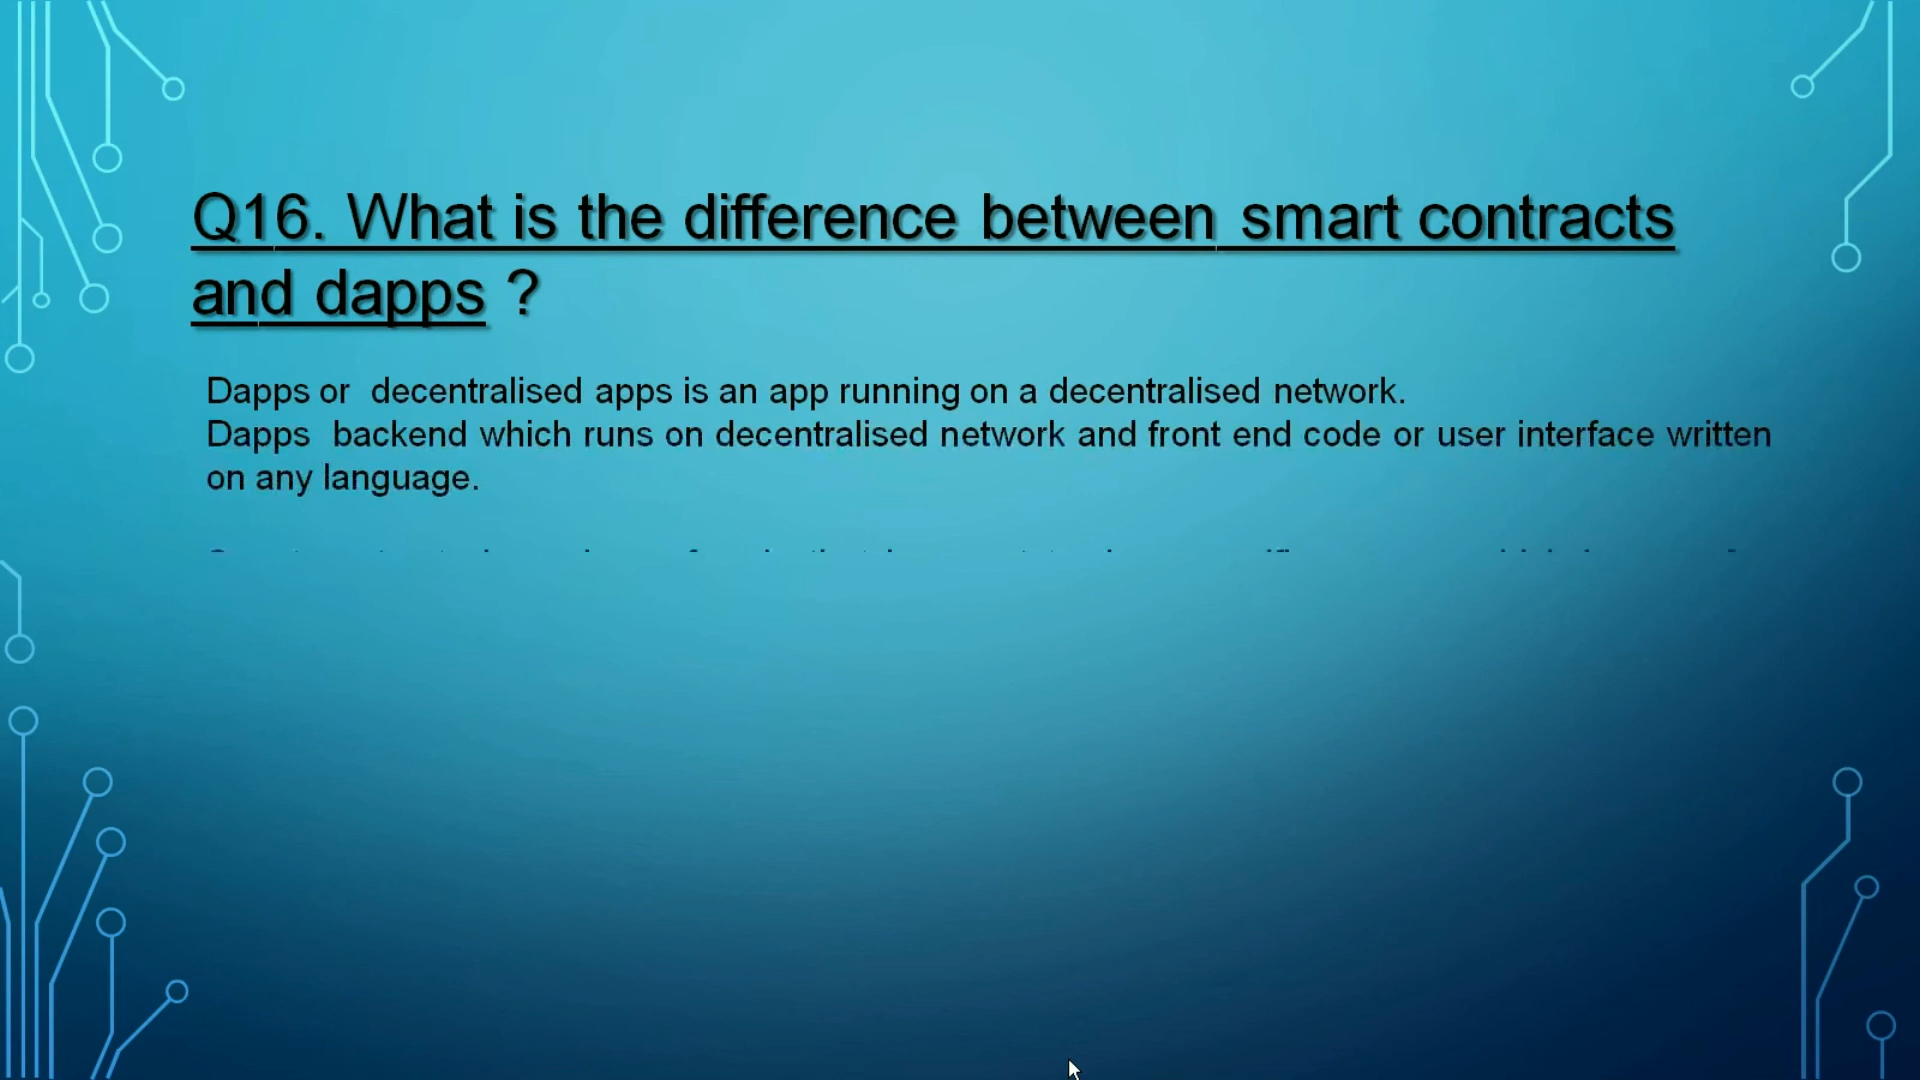 Q16. What is the difference between smart contracts
and dapps ?
Dapps or decentralised apps is an app running on a decentralised network.
Dapps backend which runs on decentralised network and front end code or user interface written
on any language.